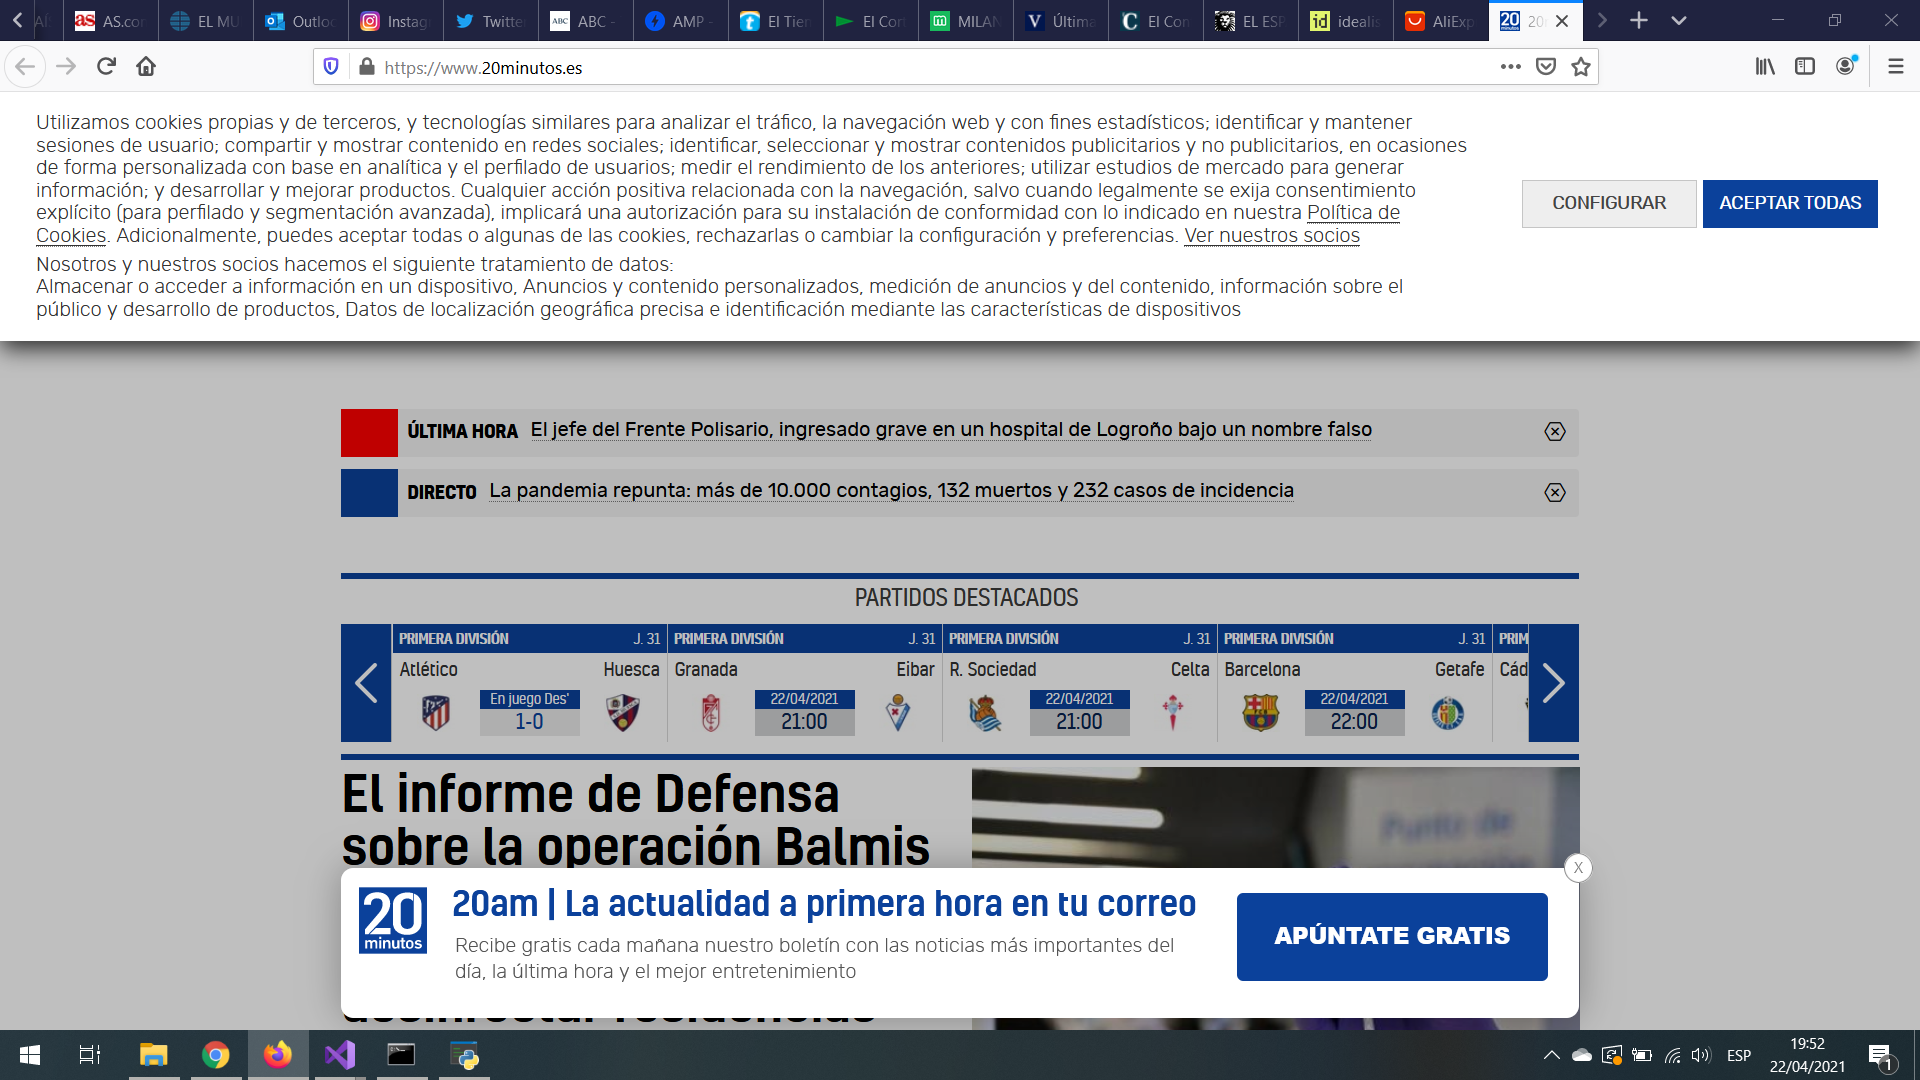 AS.co
EL MU
Outloo
Instag
Twitte
ABC
ABC -
AMP -
El Tien
El Cor
MILAN
Última
El Con
EL ESP
idealis
AliExp
20
https://www.20minutos.es
Utilizamos cookies propias y de terceros, y tecnologías similares para analizar el tráfico, la navegación web y con fines estadísticos; identificar y mantener
sesiones de usuario; compartir y mostrar contenido en redes sociales; identificar, seleccionar y mostrar contenidos publicitarios y no publicitarios, en ocasiones
de forma personalizada con base en analítica y el perfilado de usuarios; medir el rendimiento de los anteriores; utilizar estudios de mercado para generar
información; y desarrollar y mejorar productos. Cualquier acción positiva relacionada con la navegación, salvo cuando legalmente se exija consentimiento
explícito (para perfilado y segmentación avanzada), implicará una autorización para su instalación de conformidad con lo indicado en nuestra Política de
Cookies. Adicionalmente, puedes aceptar todas o algunas de las cookies, rechazarlas o cambiar la configuración y preferencias. Ver nuestros socios
Nosotros y nuestros socios hacemos el siguiente tratamiento de datos:
Almacenar o acceder a información en un dispositivo, Anuncios y contenido personalizados, medición de anuncios y del contenido, información sobre el
público y desarrollo de productos, Datos de localización geográfica precisa e identificación mediante las características de dispositivos
CONFIGURAR
ACEPTAR TODAS
ÚLTIMA HORA El jefe del Frente Polisario, ingresado grave en un hospital de Logroño bajo un nombre falso
DIRECTO La pandemia repunta: más de 10.000 contagios, 132 muertos y 232 casos de incidencia
PARTIDOS DESTACADOS
PRIMERA DIVISIÓN J. 31
Atlético Huesca
En juego Des'
1-0
PRIMERA DIVISIÓN J. 31
Granada Eibar
22/04/2021
21:00
PRIMERA DIVISIÓN J. 31
R. Sociedad Celta
22/04/2021
21:00
PRIMERA DIVISIÓN J. 31
Barcelona Getafe
22/04/2021
22:00
PRIM
Cád
El informe de Defensa
sobre la operación Balmis
Punto de
20 minutos
20am | La actualidad a primera hora en tu correo
Recibe gratis cada mañana nuestro boletín con las noticias más importantes del
día, la última hora y el mejor entretenimiento
APÚNTATE GRATIS
X
ESP
19:52
22/04/2021
1